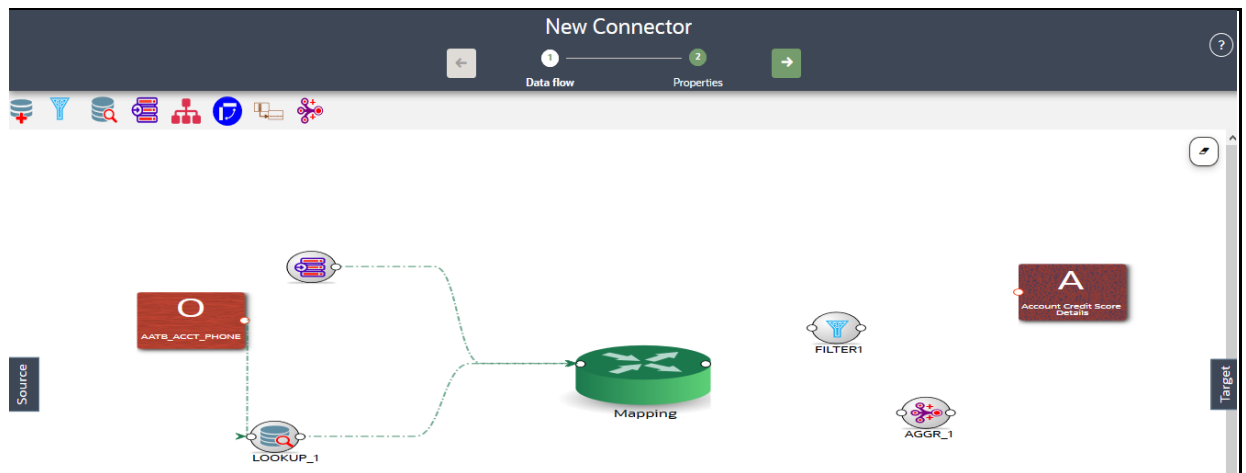 New Connector
?
1
2
Data flow
Properties
O
AATB_ACCT_PHONE
A
Account Credit Score
Details
FILTER1
Source
Target
Mapping
AGGR_1
LOOKUP_1